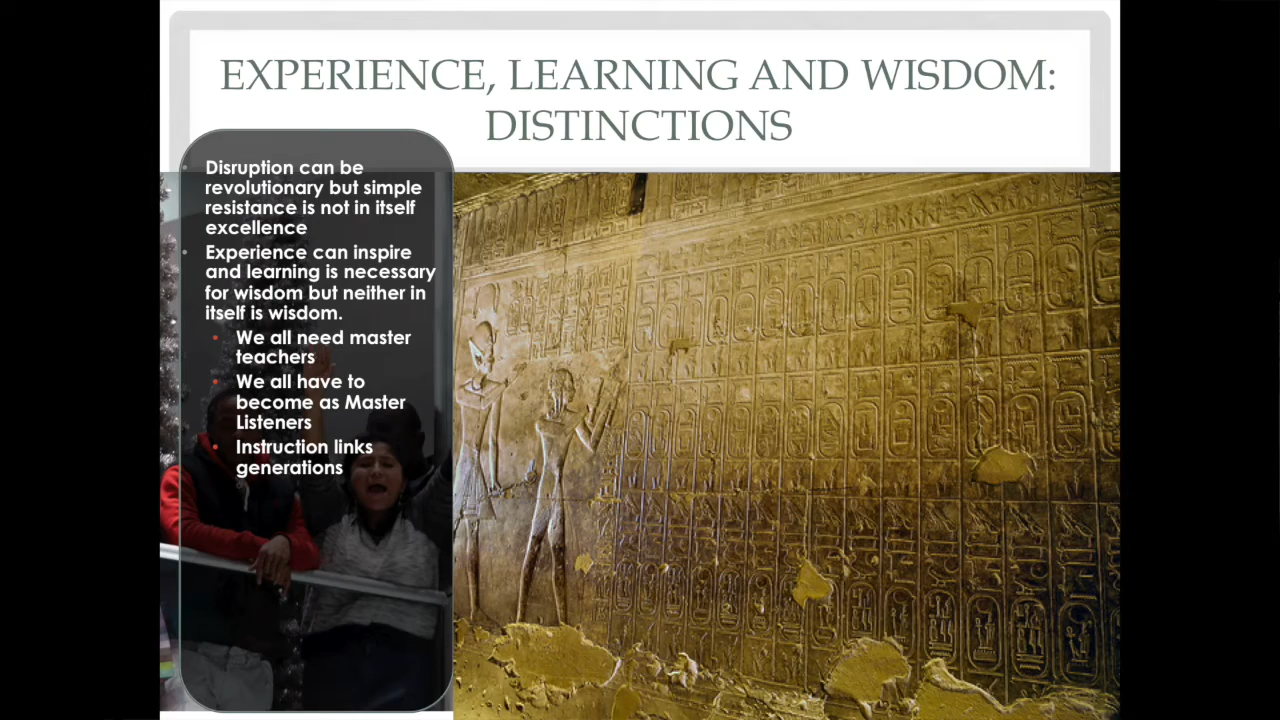 EXPERIENCE, LEARNING AND WISDOM:
DISTINCTIONS
Disruption can be
revolutionary but simple
resistance is not in itself
excellence
Experience can inspire
and learning is necessary
for wisdom but neither in
itself is wisdom.
We all need master
teachers
We all have to
become as Master
Listeners
Instruction links
generations